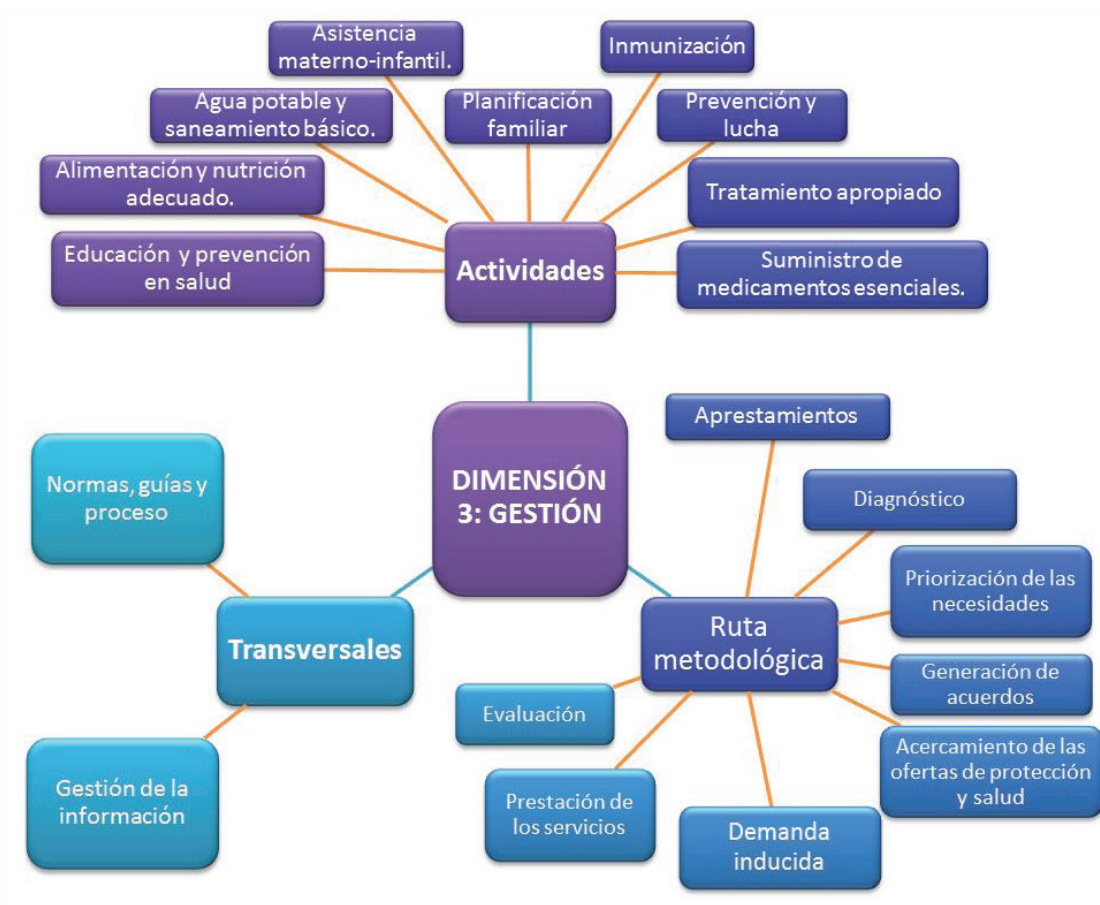 Asistencia
materno-infantil.
Inmunización
Agua potable y
saneamiento básico.
Planificación
familiar
Prevención y
lucha
Alimentación y nutrición
adecuado.
Tratamiento apropiado
Educación y prevención
en salud
Actividades
Suministro de
medicamentos esenciales.
DIMENSIÓN
3: GESTIÓN
Aprestamientos
Diagnóstico
Priorización de las
necesidades
Ruta
metodológica
Generación de
acuerdos
Acercamiento de las
ofertas de protección
y salud
Demanda
inducida
Prestación de
los servicios
Evaluación
Normas, guías y
proceso
Transversales
Gestión de la
información